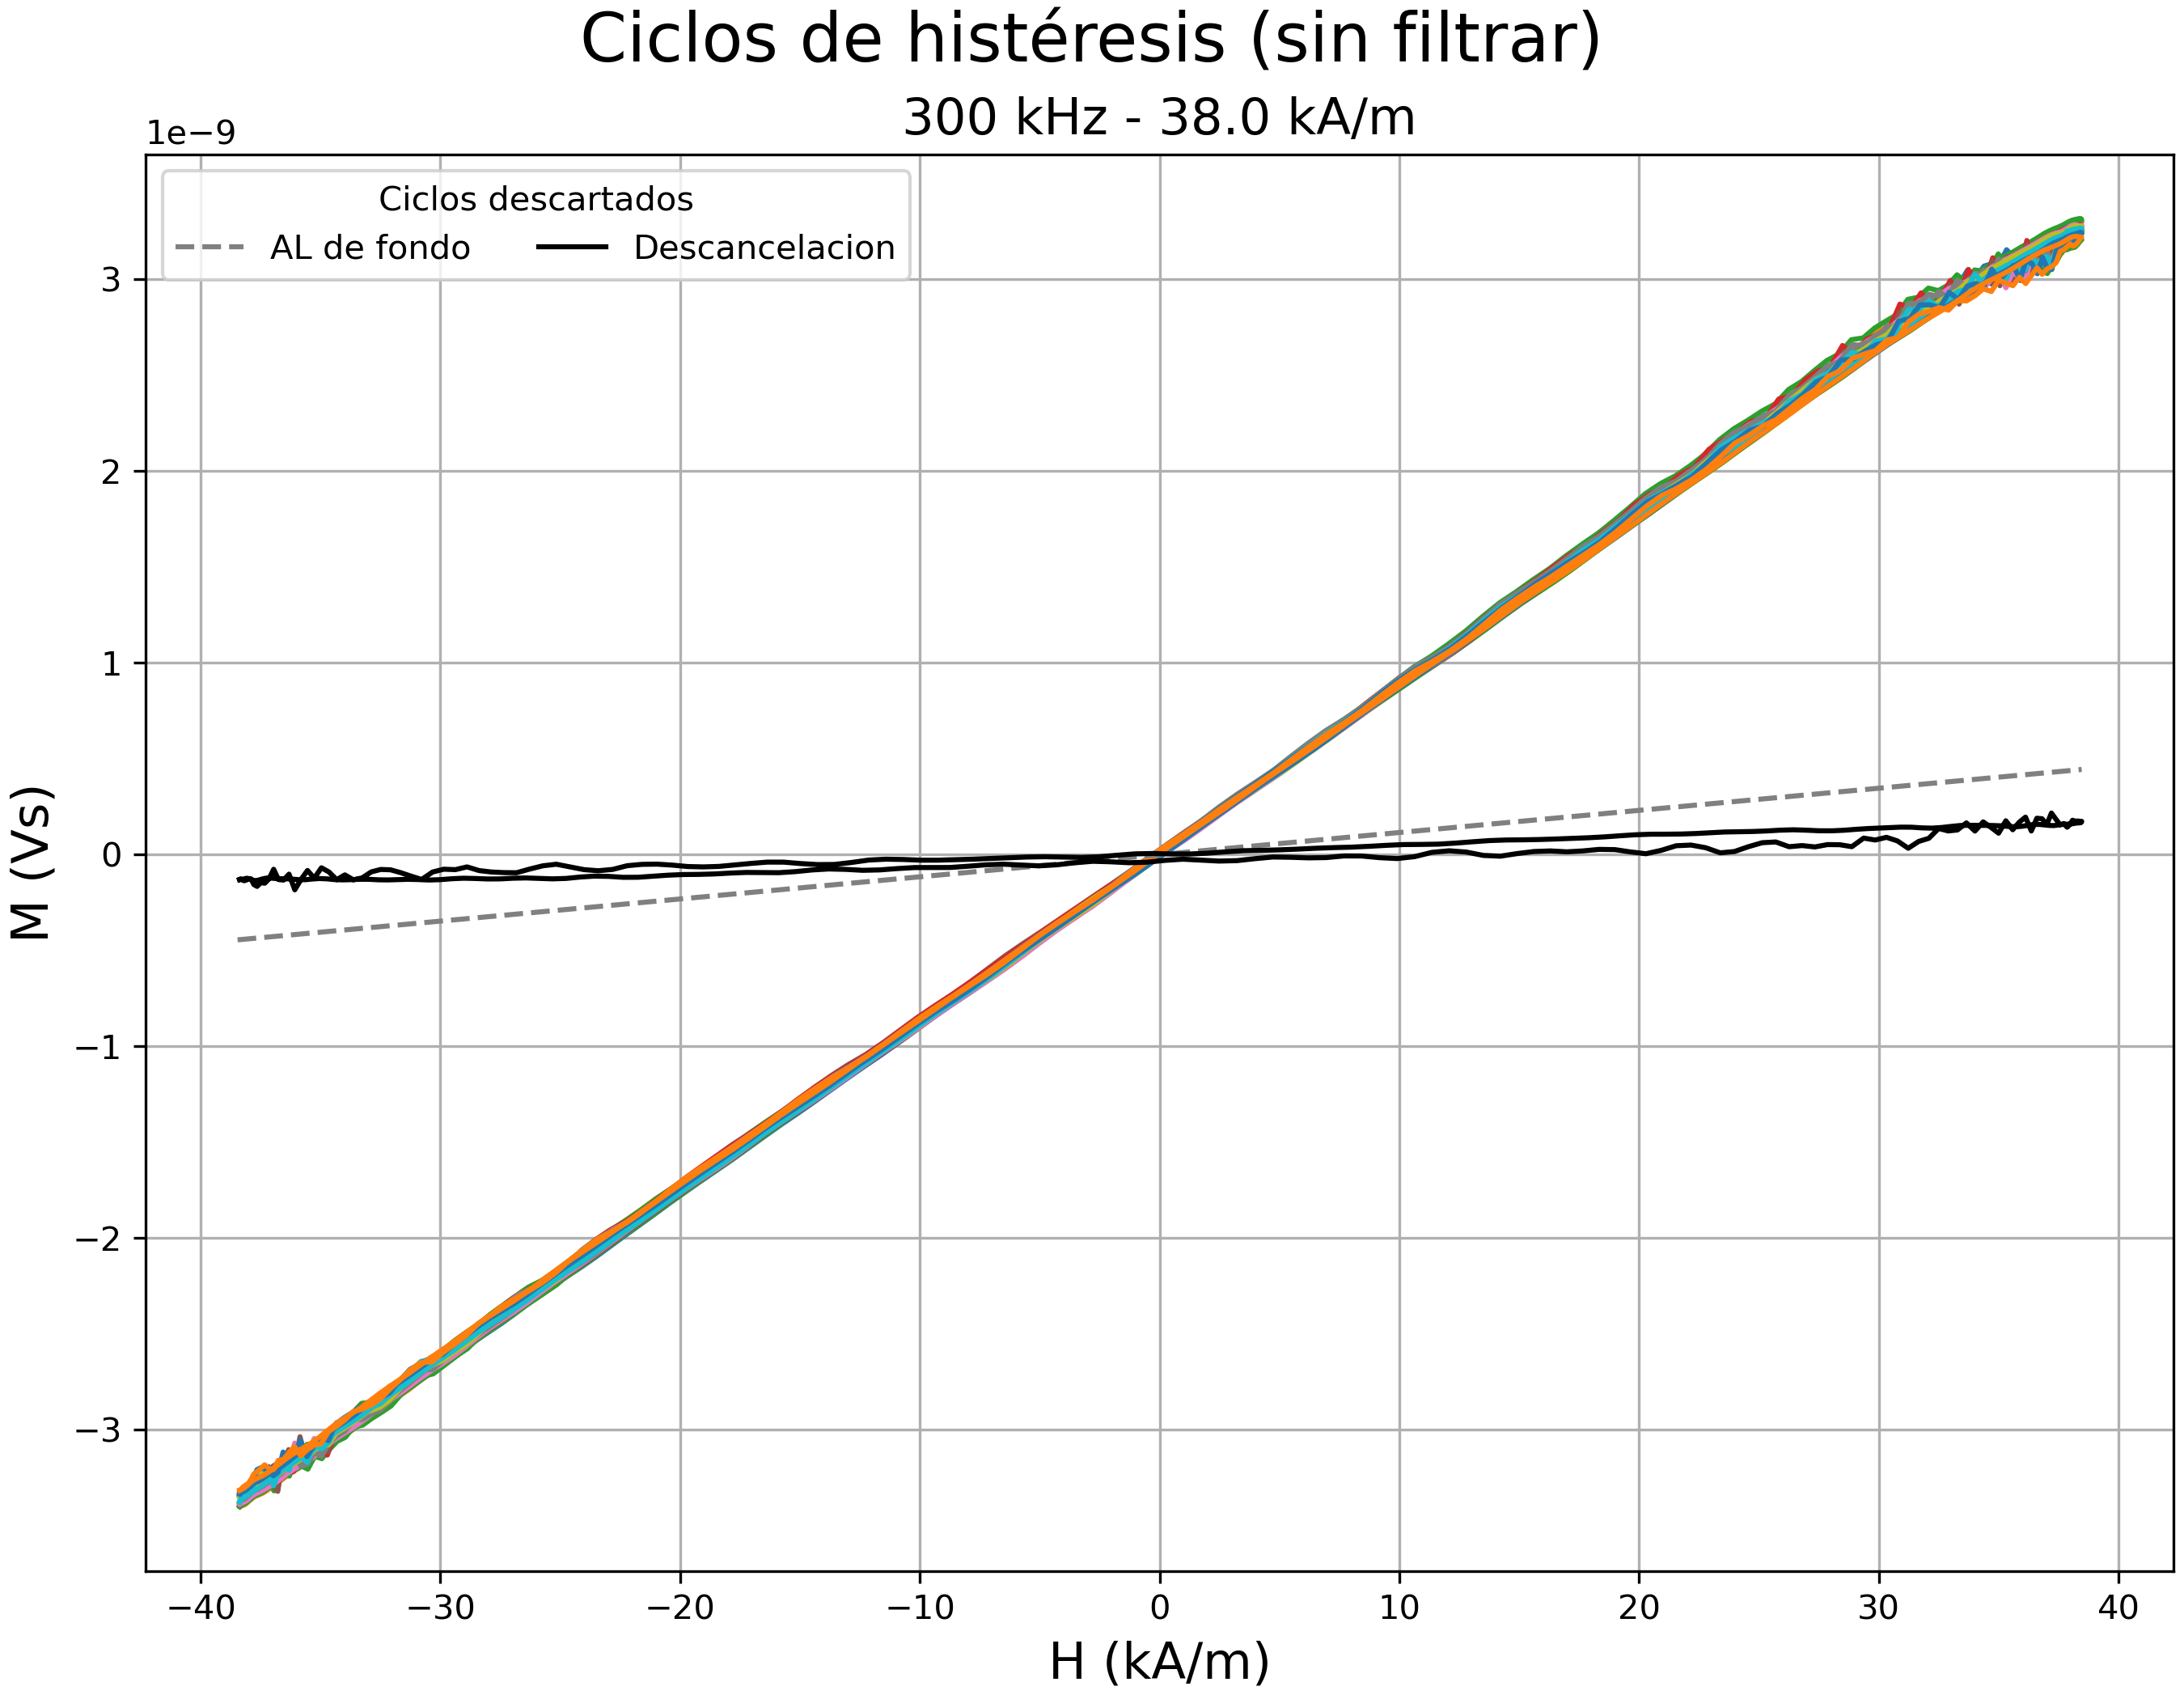 Ciclos de histéresis (sin filtrar)
300 kHz - 38.0 kA/m
1e−9
Ciclos descartados
AL de fondo
Descancelacion
3
2
1
0
−1
−2
−3
M (Vs)
−40
−30
−20
−10
0
10
20
30
40
H (kA/m)